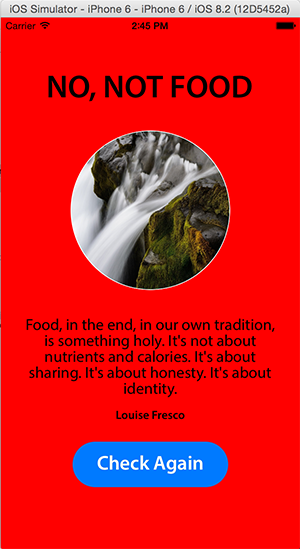 iOS Simulator - iPhone 6 - iPhone 6 / iOS 8.2 (12D5452a)
Carrier 2:45 PM
NO, NOT FOOD
Food, in the end, in our own tradition,
is something holy. It's not about
nutrients and calories. It's about
sharing. It's about honesty. It's about
identity.
Louise Fresco
Check Again